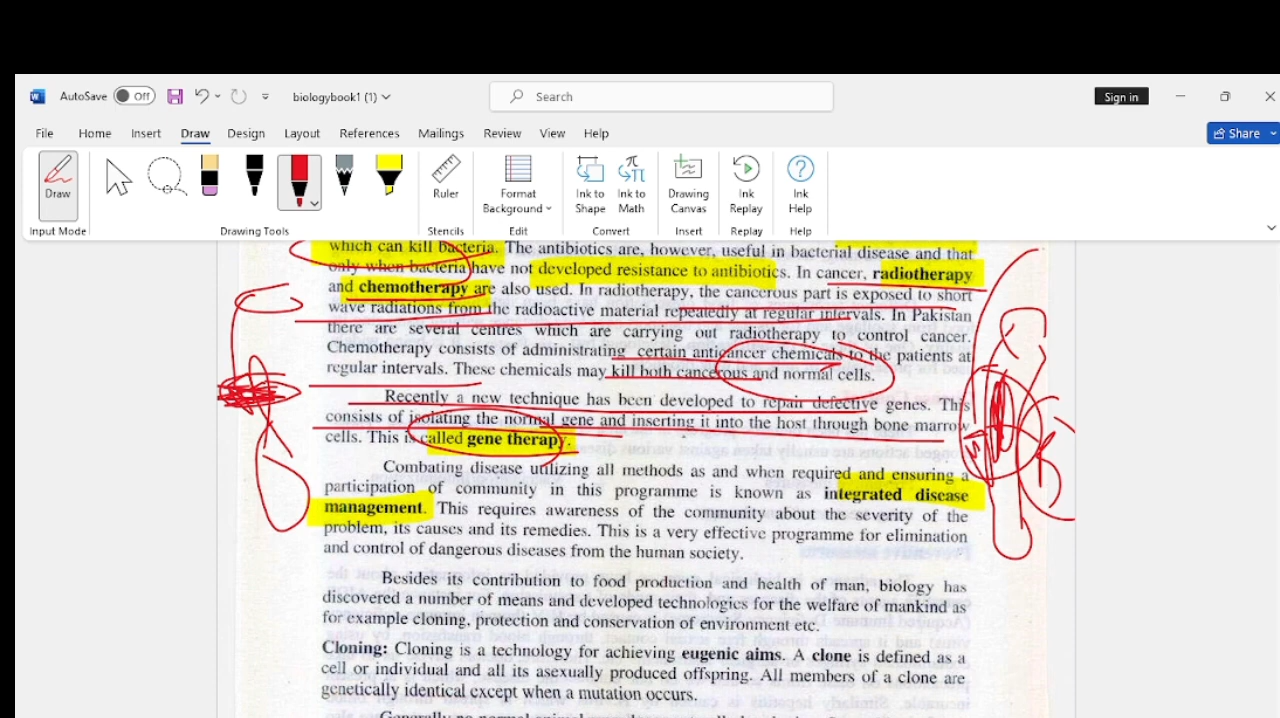 AutoSave Off biologybook1 (1) Search Sign in
File Home Insert Draw Design Layout References Mailings Review View Help Share
Draw Ruler Format Background Ink to Shape Ink to Math Drawing Canvas Ink Replay Ink Help
Input Mode Drawing Tools Stencils Edit Convert Insert Replay Help
which can kill bacteria. The antibiotics are, however, useful in bacterial disease and that
only when bacteria have not developed resistance to antibiotics. In cancer, radiotherapy
and chemotherapy are also used. In radiotherapy, the cancerous part is exposed to short
wave radiations from the radioactive material repeatedly at regular intervals. In Pakistan
there are several centres which are carrying out radiotherapy to control cancer.
Chemotherapy consists of administrating certain anticancer chemicals to the patients at
regular intervals. These chemicals may kill both cancerous and normal cells.
Recently a new technique has been developed to repair defective genes. This
consists of isolating the normal gene and inserting it into the host through bone marrow
cells. This is called gene therapy.
Combating disease utilizing all methods as and when required and ensuring a
participation of community in this programme is known as integrated disease
management. This requires awareness of the community about the severity of the
problem, its causes and its remedies. This is a very effective programme for elimination
and control of dangerous diseases from the human society.
Besides its contribution to food production and health of man, biology has
discovered a number of means and developed technologies for the welfare of mankind as
for example cloning, protection and conservation of environment etc.
Cloning: Cloning is a technology for achieving eugenic aims. A clone is defined as a
cell or individual and all its asexually produced offspring. All members of a clone are
genetically identical except when a mutation occurs.